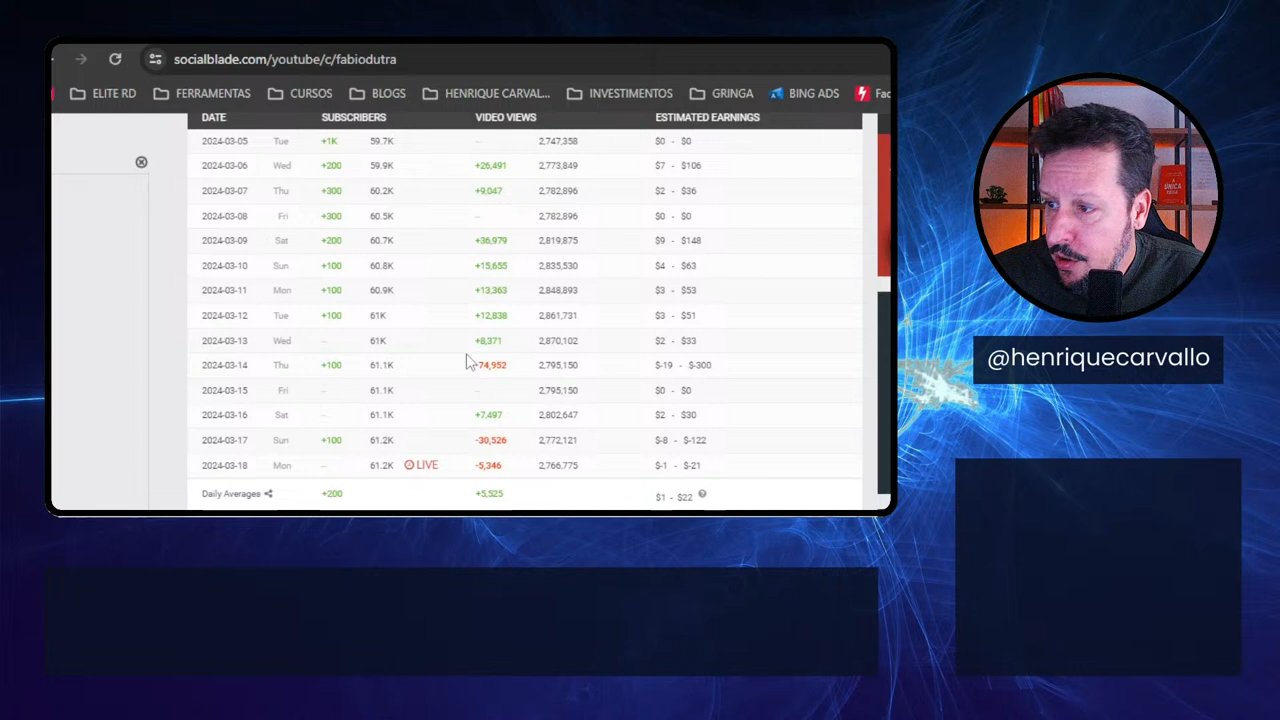 socialblade.com/youtube/c/fabiodutra
ELITE RD FERRAMENTAS CURSOS BLOGS HENRIQUE CARVAL... INVESTIMENTOS GRINGA BING ADS Fac
DATE SUBSCRIBERS VIDEO VIEWS ESTIMATED EARNINGS
2024-03-05 Tue +1K 59.7K -- 2,747,358 $0 - $0
2024-03-06 Wed +200 59.9K +26,491 2,773,849 $7 - $106
2024-03-07 Thu +300 60.2K +9,047 2,782,896 $2 - $36
2024-03-08 Fri +300 60.5K -- 2,782,896 $0 - $0
2024-03-09 Sat +200 60.7K +36,979 2,819,875 $9 - $148
2024-03-10 Sun +100 60.8K +15,655 2,835,530 $4 - $63
2024-03-11 Mon +100 60.9K +13,363 2,848,893 $3 - $53
2024-03-12 Tue +100 61K +12,838 2,861,731 $3 - $51
2024-03-13 Wed -- 61K +8,371 2,870,102 $2 - $33
2024-03-14 Thu +100 61.1K -74,952 2,795,150 $-19 - $-300
2024-03-15 Fri -- 61.1K -- 2,795,150 $0 - $0
2024-03-16 Sat -- 61.1K +7,497 2,802,647 $2 - $30
2024-03-17 Sun +100 61.2K -30,526 2,772,121 $-8 - $-122
2024-03-18 Mon -- 61.2K LIVE -5,346 2,766,775 $-1 - $-21
Daily Averages +200 +5,525 $1 - $22
A ÚNICA
@henriquecarvallo